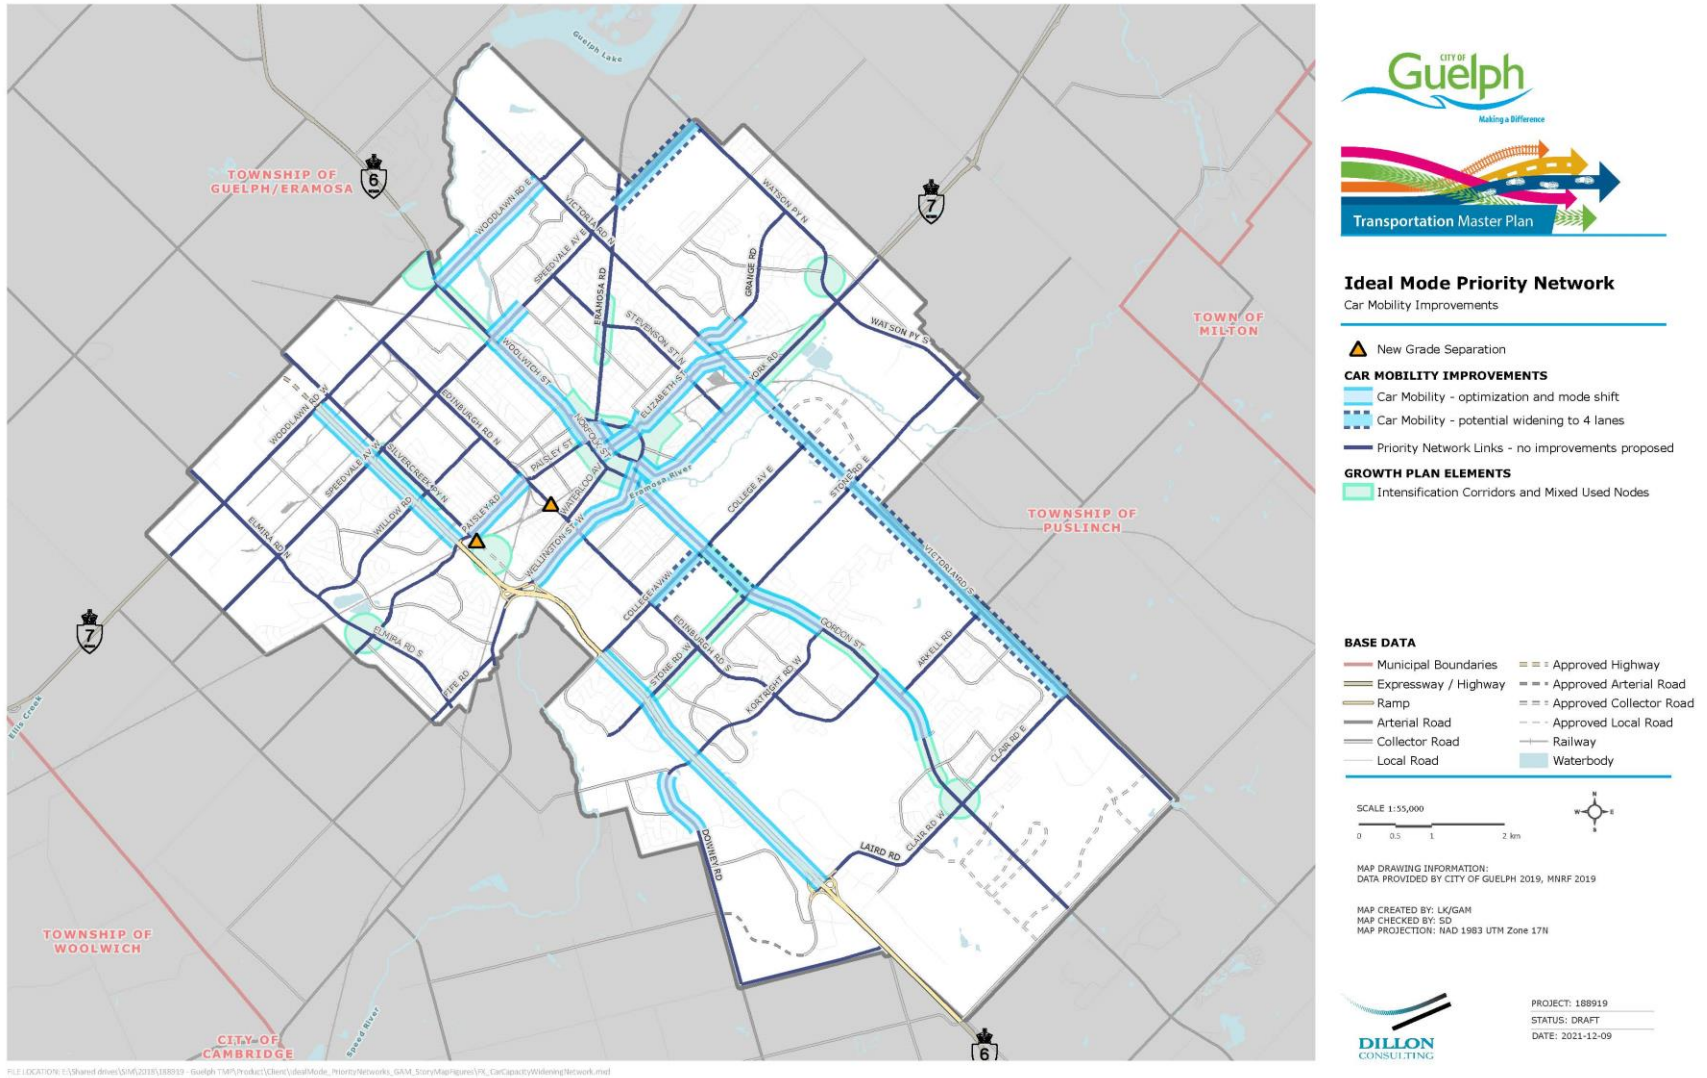 Guelph Lake
TOWNSHIP OF
GUELPH/ERAMOSA
6
7
WOODLAWN RD E
VICTORIA RD N
SPEEDVALE AV E
WATSON PY N
GRANGE RD
ERAMOSA RD
STEVENSON ST N
WATSON PY S
TOWN OF
MILTON
WOOLWICH ST
YORK RD
ELIZABETH ST
WOODLAWN RD W
EDINBURGH RD N
NORFOLK ST
PAISLEY ST
SPEEDVALE AV W
SILVERCREEK PY N
WATERLOO AV
Eramosa River
COLLEGE AV E
STONE RD E
PAISLEY RD
WILLOW RD
ELMIRA RD N
WELLINGTON ST W
TOWNSHIP OF
PUSLINCH
VICTORIA RD S
COLLEGE AV W
7
ELMIRA RD S
EDINBURGH RD S
GORDON ST
ARKELL RD
STONE RD W
KORTRIGHT RD W
FIFE RD
Ellis Creek
CLAIR RD E
CLAIR RD W
LAIRD RD
DOWNEY RD
TOWNSHIP OF
WOOLWICH
Speed River
CITY OF
CAMBRIDGE
6
CITY OF
Guelph
Making a Difference
Transportation Master Plan
Ideal Mode Priority Network
Car Mobility Improvements
New Grade Separation
CAR MOBILITY IMPROVEMENTS
Car Mobility - optimization and mode shift
Car Mobility - potential widening to 4 lanes
Priority Network Links - no improvements proposed
GROWTH PLAN ELEMENTS
Intensification Corridors and Mixed Used Nodes
BASE DATA
Municipal Boundaries
Expressway / Highway
Ramp
Arterial Road
Collector Road
Local Road
Approved Highway
Approved Arterial Road
Approved Collector Road
Approved Local Road
Railway
Waterbody
SCALE 1:55,000
0 0.5 1 2 km
N
W E
S
MAP DRAWING INFORMATION:
DATA PROVIDED BY CITY OF GUELPH 2019, MNRF 2019
MAP CREATED BY: LK/GAM
MAP CHECKED BY: SD
MAP PROJECTION: NAD 1983 UTM Zone 17N
DILLON
CONSULTING
PROJECT: 188919
STATUS: DRAFT
DATE: 2021-12-09